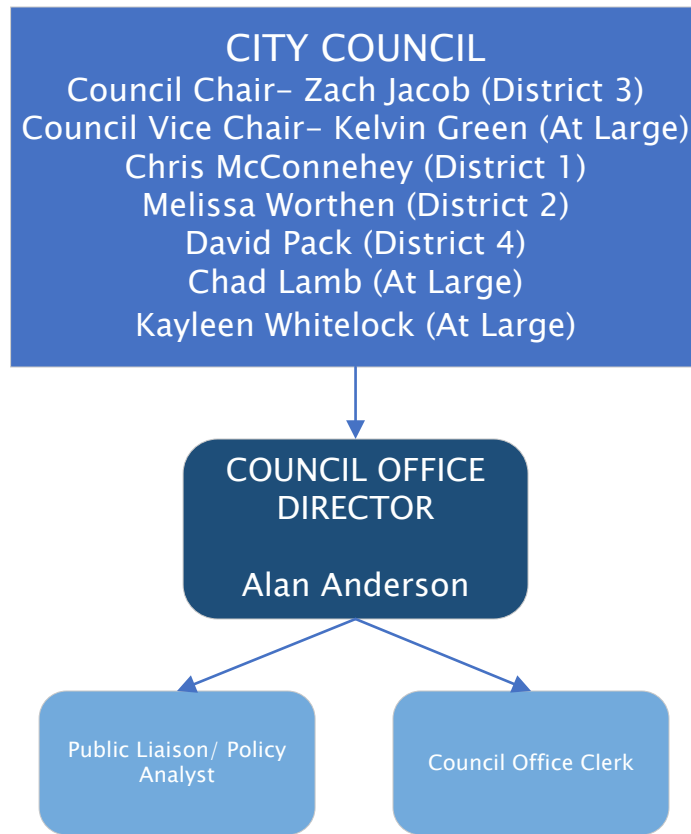 CITY COUNCIL
Council Chair– Zach Jacob (District 3)
Council Vice Chair– Kelvin Green (At Large)
Chris McConnehey (District 1)
Melissa Worthen (District 2)
David Pack (District 4)
Chad Lamb (At Large)
Kayleen Whitelock (At Large)
COUNCIL OFFICE
DIRECTOR
Alan Anderson
Public Liaison/ Policy
Analyst
Council Office Clerk